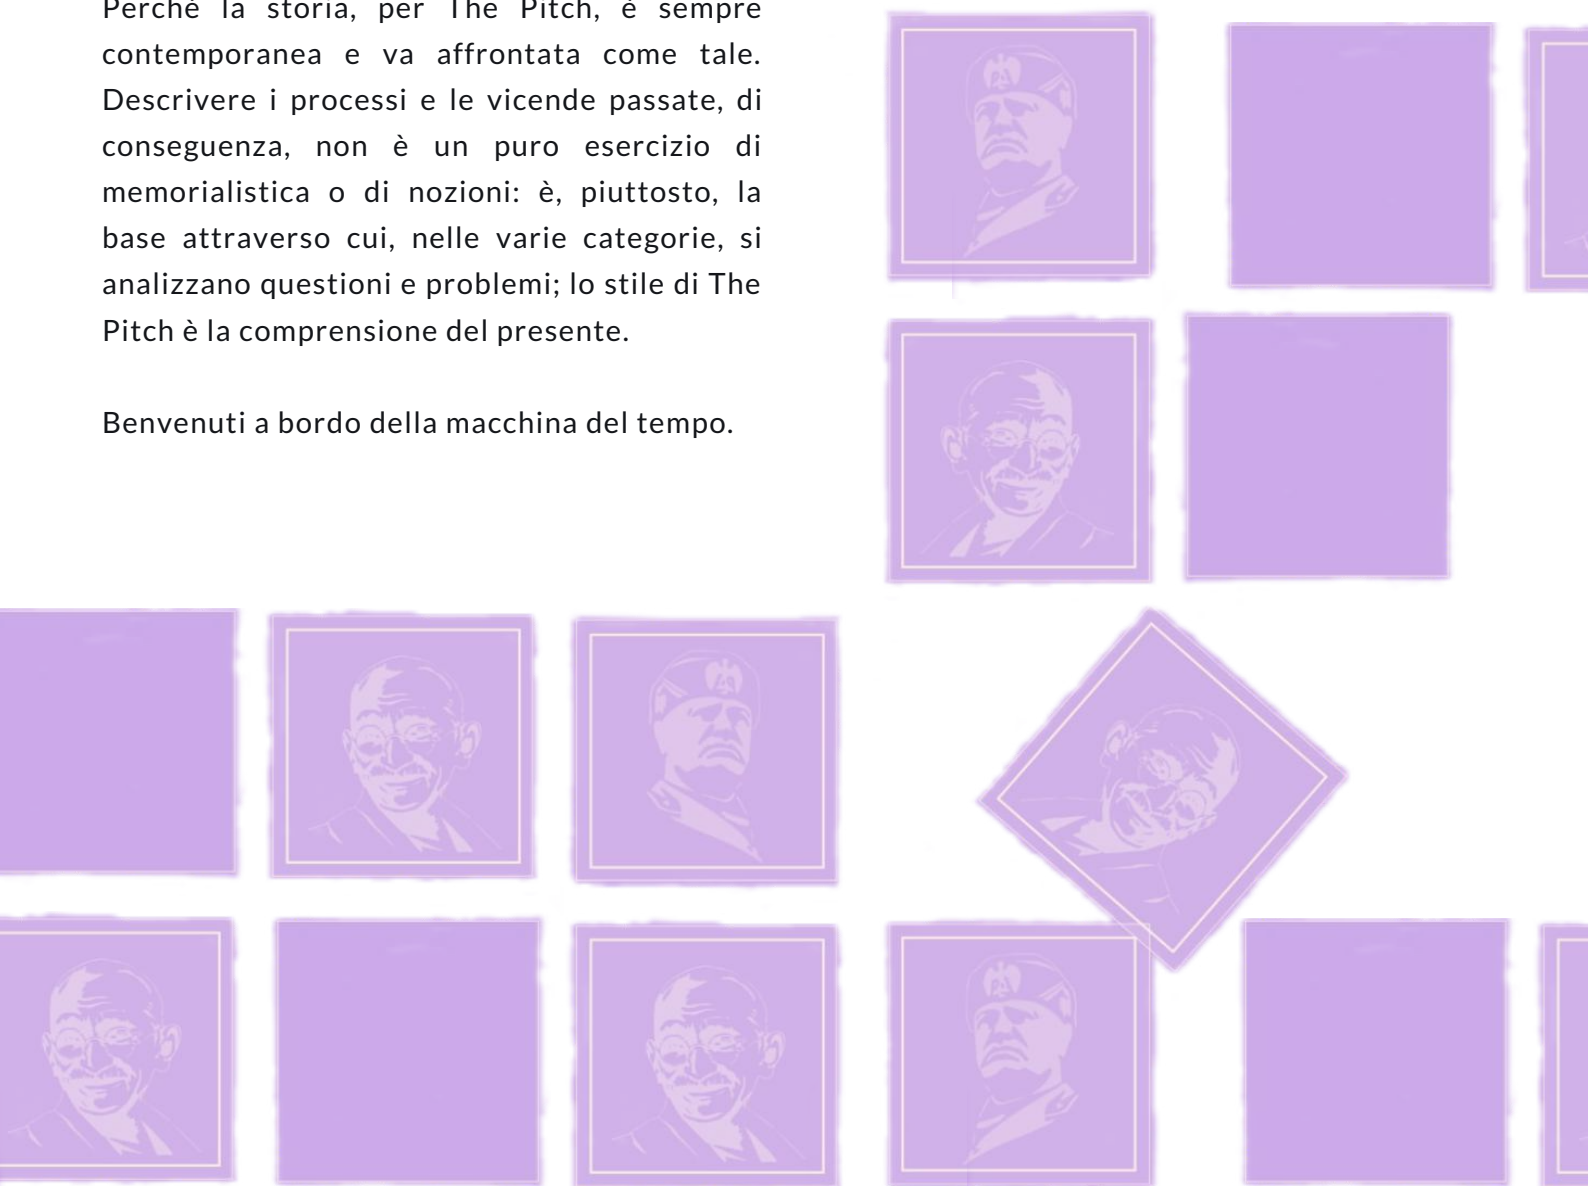 Perché la storia, per The Pitch, è sempre
contemporanea e va affrontata come tale.
Descrivere i processi e le vicende passate, di
conseguenza, non è un puro esercizio di
memorialistica o di nozioni: è, piuttosto, la
base attraverso cui, nelle varie categorie, si
analizzano questioni e problemi; lo stile di The
Pitch è la comprensione del presente.
Benvenuti a bordo della macchina del tempo.